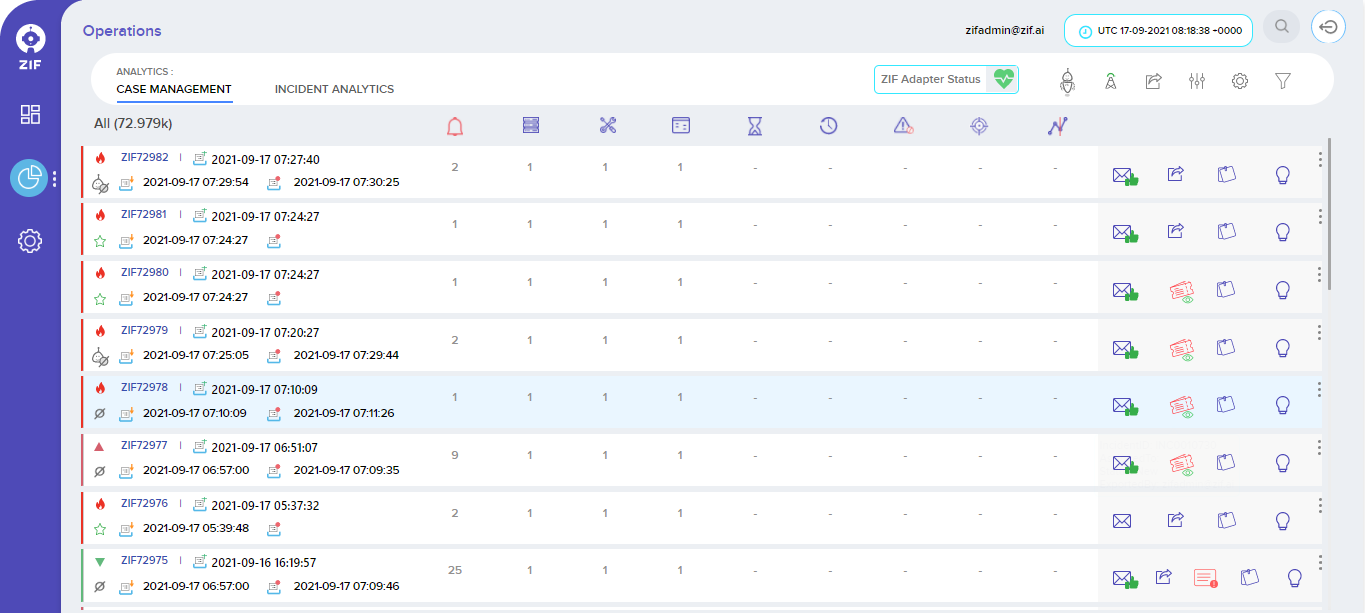 Operations
zifadmin@zif.ai
UTC 17-09-2021 08:18:38 +0000
ZIF
ANALYTICS :
CASE MANAGEMENT
INCIDENT ANALYTICS
ZIF Adapter Status
All (72.979k)
ZIF72982 | 2021-09-17 07:27:40
2021-09-17 07:29:54 2021-09-17 07:30:25
2 1 1 1 - - - - -
ZIF72981 | 2021-09-17 07:24:27
2021-09-17 07:24:27
1 1 1 1 - - - - -
ZIF72980 | 2021-09-17 07:24:27
2021-09-17 07:24:27
1 1 1 1 - - - - -
ZIF72979 | 2021-09-17 07:20:27
2021-09-17 07:25:05 2021-09-17 07:29:44
2 1 1 1 - - - - -
ZIF72978 | 2021-09-17 07:10:09
2021-09-17 07:10:09 2021-09-17 07:11:26
1 1 1 1 - - - - -
ZIF72977 | 2021-09-17 06:51:07
2021-09-17 06:57:00 2021-09-17 07:09:35
9 1 1 1 - - - - -
ZIF72976 | 2021-09-17 05:37:32
2021-09-17 05:39:48
2 1 1 1 - - - - -
ZIF72975 | 2021-09-16 16:19:57
2021-09-17 06:57:00 2021-09-17 07:09:46
25 1 1 1 - - - - -